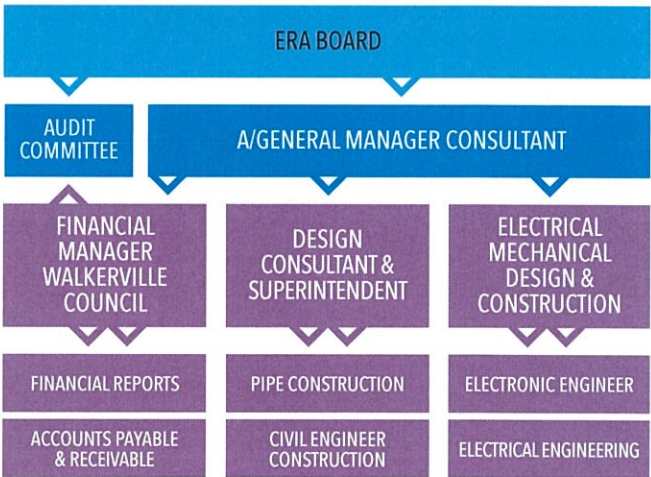 ERA BOARD
AUDIT
COMMITTEE
A/GENERAL MANAGER CONSULTANT
FINANCIAL
MANAGER
WALKERVILLE
COUNCIL
DESIGN
CONSULTANT &
SUPERINTENDENT
ELECTRICAL
MECHANICAL
DESIGN &
CONSTRUCTION
FINANCIAL REPORTS
PIPE CONSTRUCTION
ELECTRONIC ENGINEER
ACCOUNTS PAYABLE
& RECEIVABLE
CIVIL ENGINEER
CONSTRUCTION
ELECTRICAL ENGINEERING